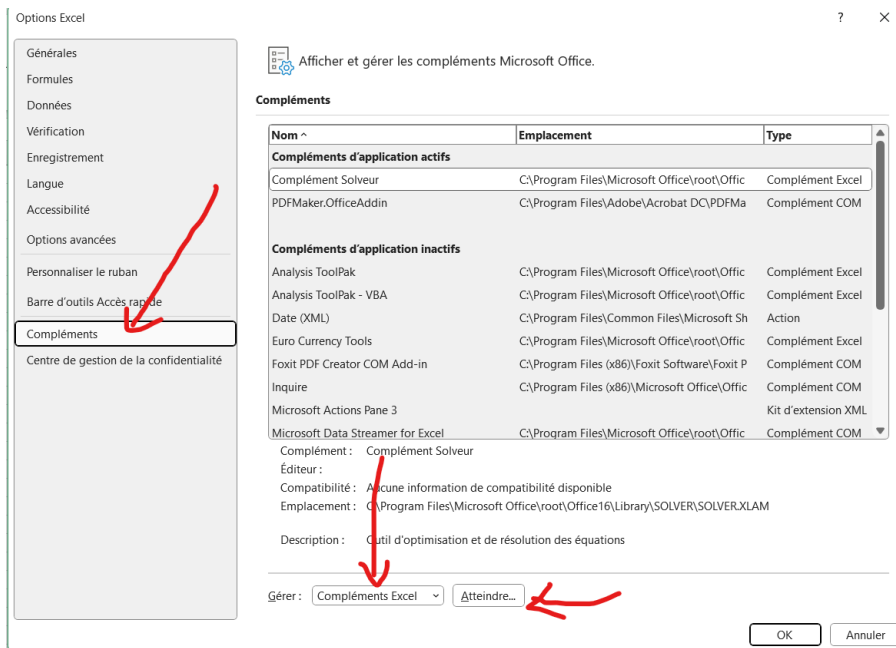 Options Excel
? ×
Générales
Formules
Données
Vérification
Enregistrement
Langue
Accessibilité
Options avancées
Personnaliser le ruban
Barre d'outils Accès rapide
Compléments
Centre de gestion de la confidentialité
Afficher et gérer les compléments Microsoft Office.
Compléments
Nom Emplacement Type
Compléments d'application actifs
Complément Solveur C:\Program Files\Microsoft Office\root\Offic Complément Excel
PDFMaker.OfficeAddin C:\Program Files\Adobe\Acrobat DC\PDFMa Complément COM
Compléments d'application inactifs
Analysis ToolPak C:\Program Files\Microsoft Office\root\Offic Complément Excel
Analysis ToolPak - VBA C:\Program Files\Microsoft Office\root\Offic Complément Excel
Date (XML) C:\Program Files\Common Files\Microsoft Sh Action
Euro Currency Tools C:\Program Files\Microsoft Office\root\Offic Complément Excel
Foxit PDF Creator COM Add-in C:\Program Files (x86)\Foxit Software\Foxit P Complément COM
Inquire C:\Program Files (x86)\Microsoft Office\Offic Complément COM
Microsoft Actions Pane 3 Kit d'extension XML
Microsoft Data Streamer for Excel C:\Program Files\Microsoft Office\root\Offic Complément COM
Complément : Complément Solveur
Éditeur :
Compatibilité : Aucune information de compatibilité disponible
Emplacement : C:\Program Files\Microsoft Office\root\Office16\Library\SOLVER\SOLVER.XLAM
Description : Outil d'optimisation et de résolution des équations
Gérer : Compléments Excel Atteindre...
OK Annuler